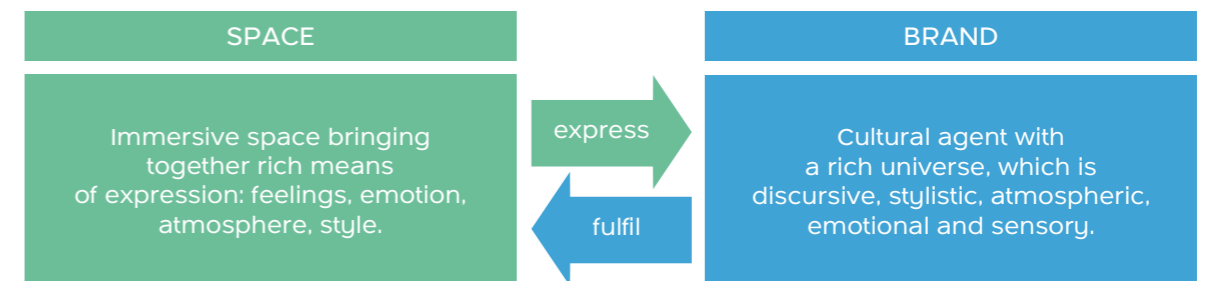 SPACE
BRAND
Immersive space bringing
together rich means
of expression: feelings, emotion,
atmosphere, style.
express
fulfil
Cultural agent with
a rich universe, which is
discursive, stylistic, atmospheric,
emotional and sensory.